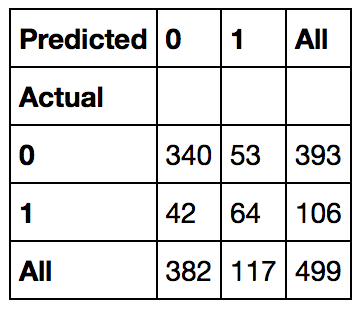 Predicted 0 1 All
Actual
0 340 53 393
1 42 64 106
All 382 117 499